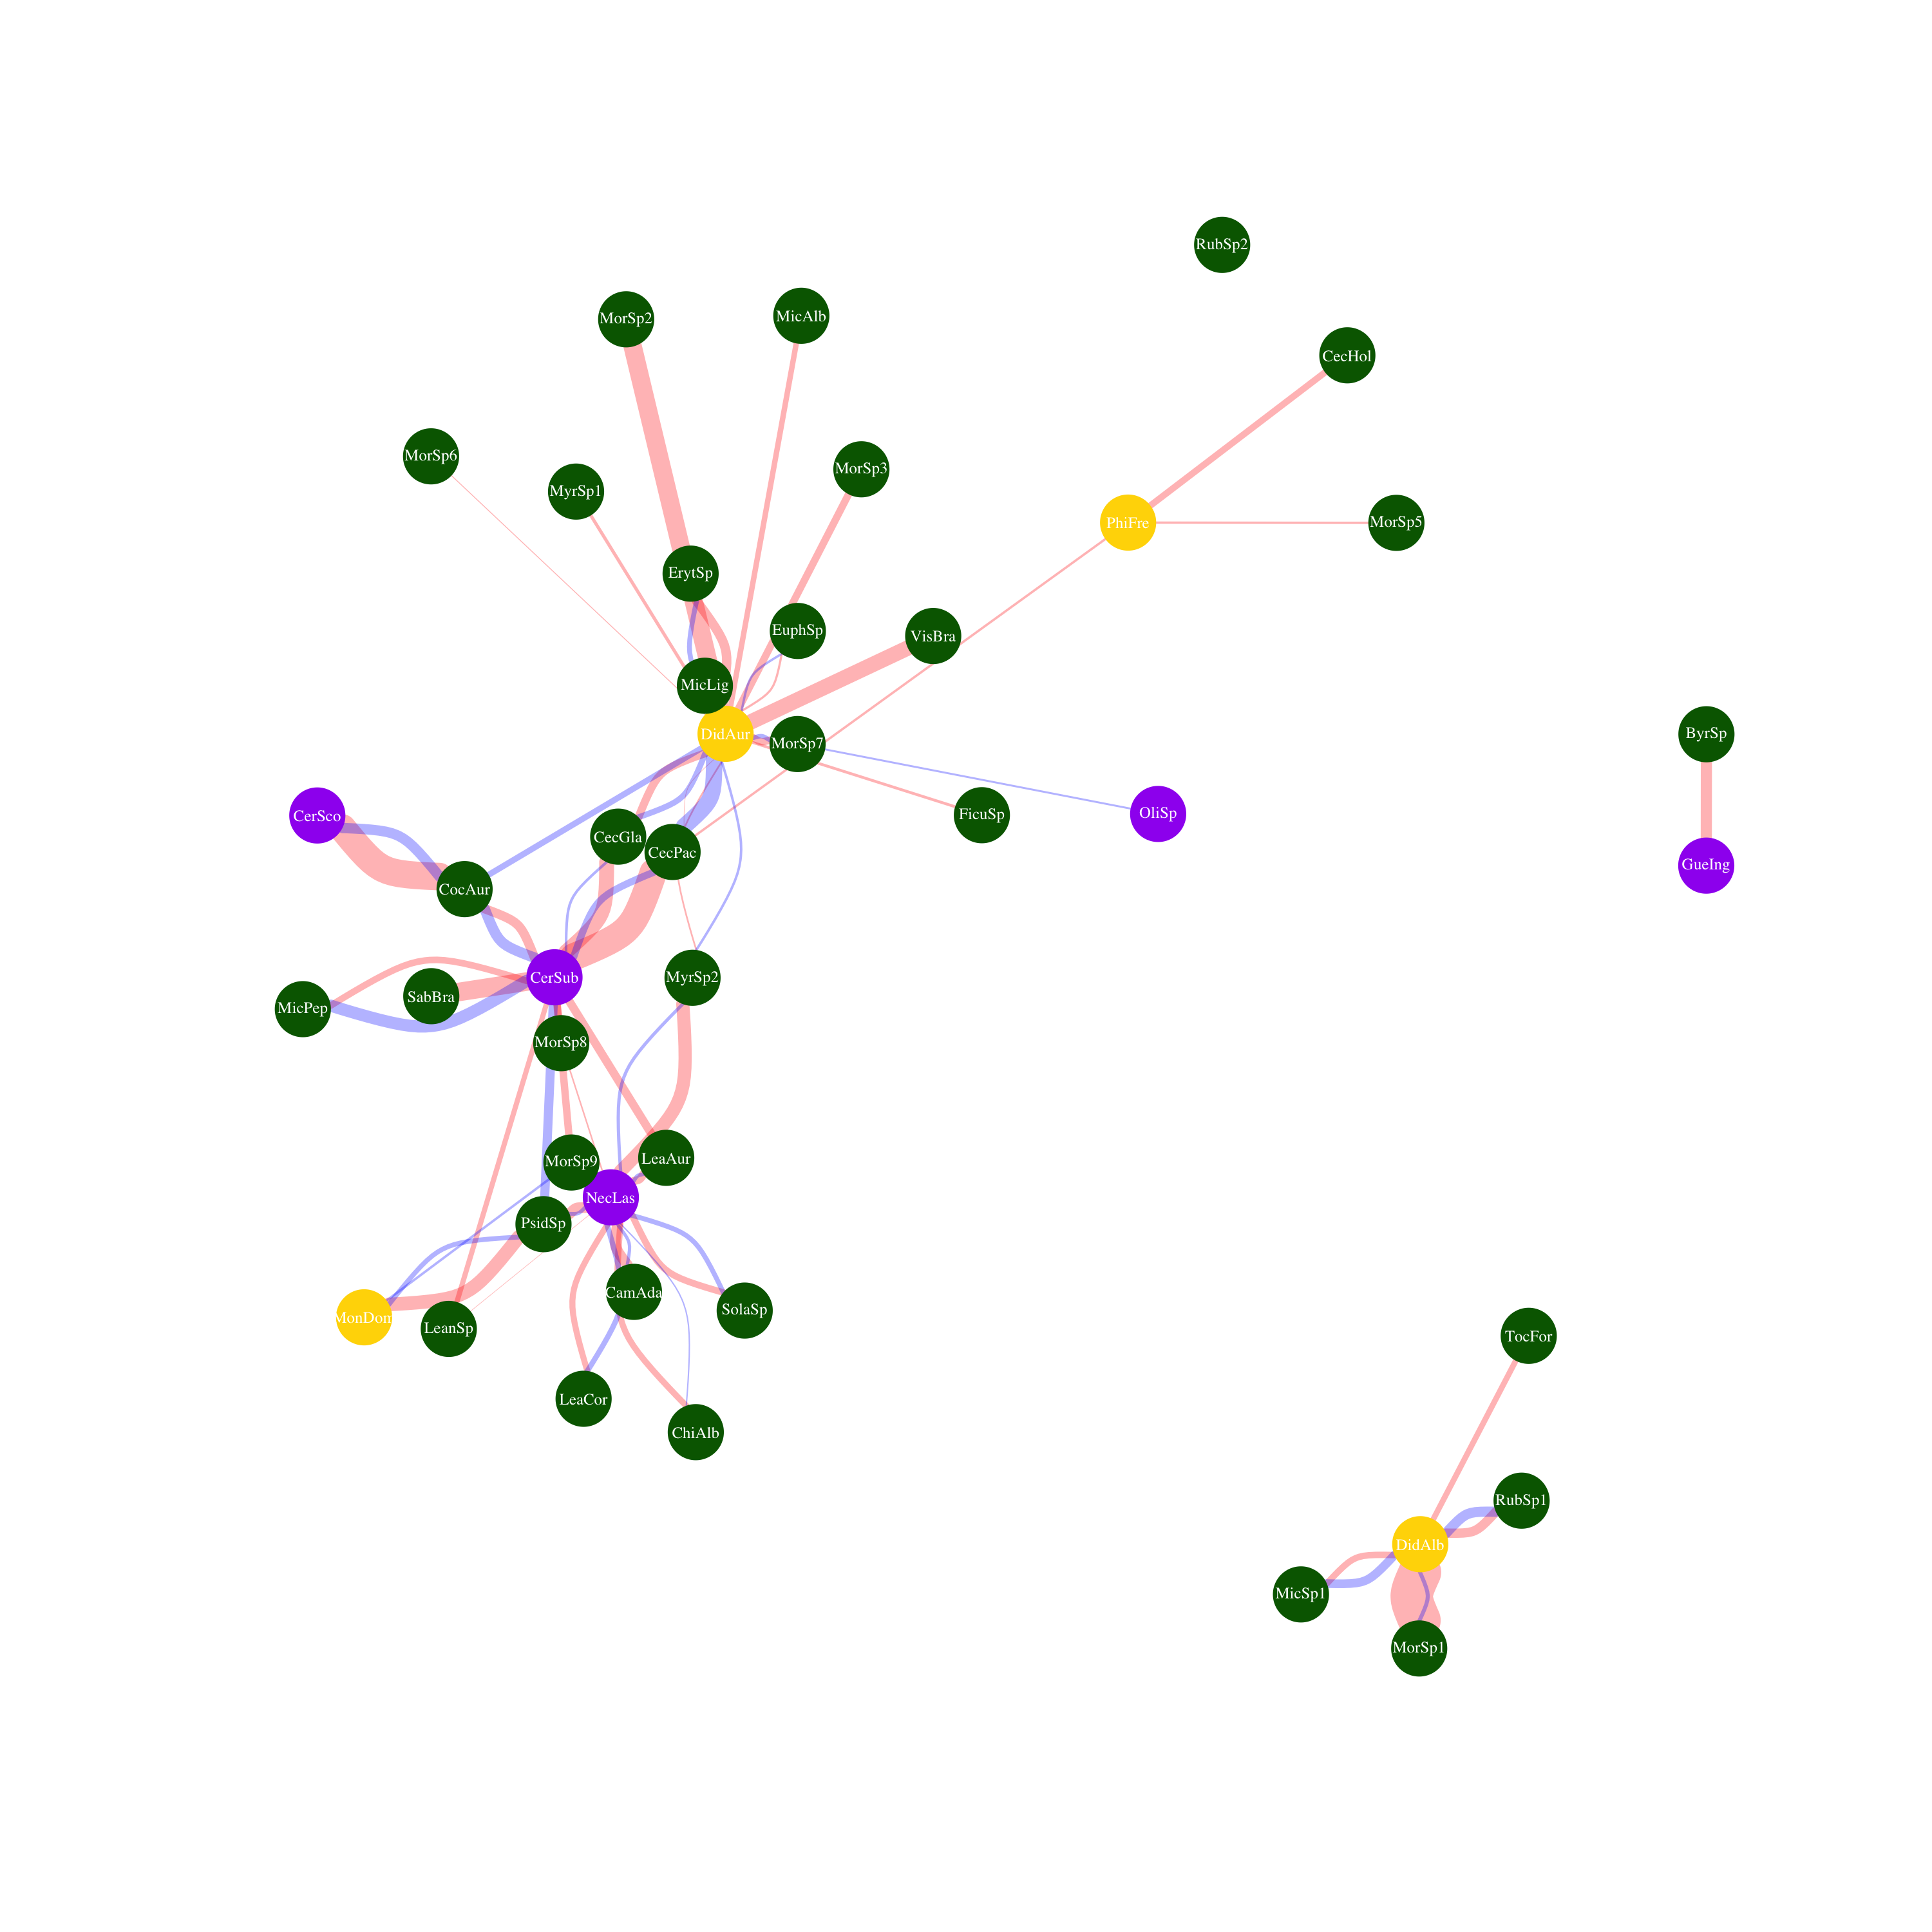 RubSp2
MicAlb
MorSp2
CecHol
MorSp6
MorSp3
MyrSp1
PhiFre
MorSp5
ErytSp
EuphSp
VisBra
MicLig
DidAur
ByrSp
MorSp7
OliSp
CerSco
FicuSp
CecGla
CecPac
GueIng
CocAur
CerSub
MyrSp2
SabBra
MicPep
MorSp8
LeaAur
MorSp9
NecLas
PsidSp
CamAda
SolaSp
MonDon
LeanSp
TocFor
LeaCor
ChiAlb
RubSp1
DidAlb
MicSp1
MorSp1